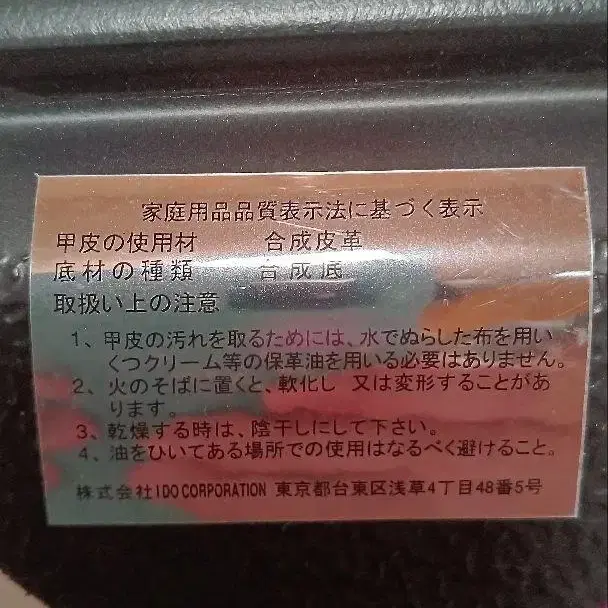 家庭用品品質表示法に基づく表示
甲皮の使用材　合成皮革
底材の種類　合成底
取扱い上の注意
1、甲皮の汚れを取るためには、水でぬらした布を用い
くつクリーム等の保革油を用いる必要はありません。
2、火のそばに置くと、軟化し 又は変形することがあ
ります。
3、乾燥する時は、陰干しにして下さい。
4、油をひいてある場所での使用はなるべく避けること。
株式会社IDO CORPORATION 東京都台東区浅草4丁目48番5号